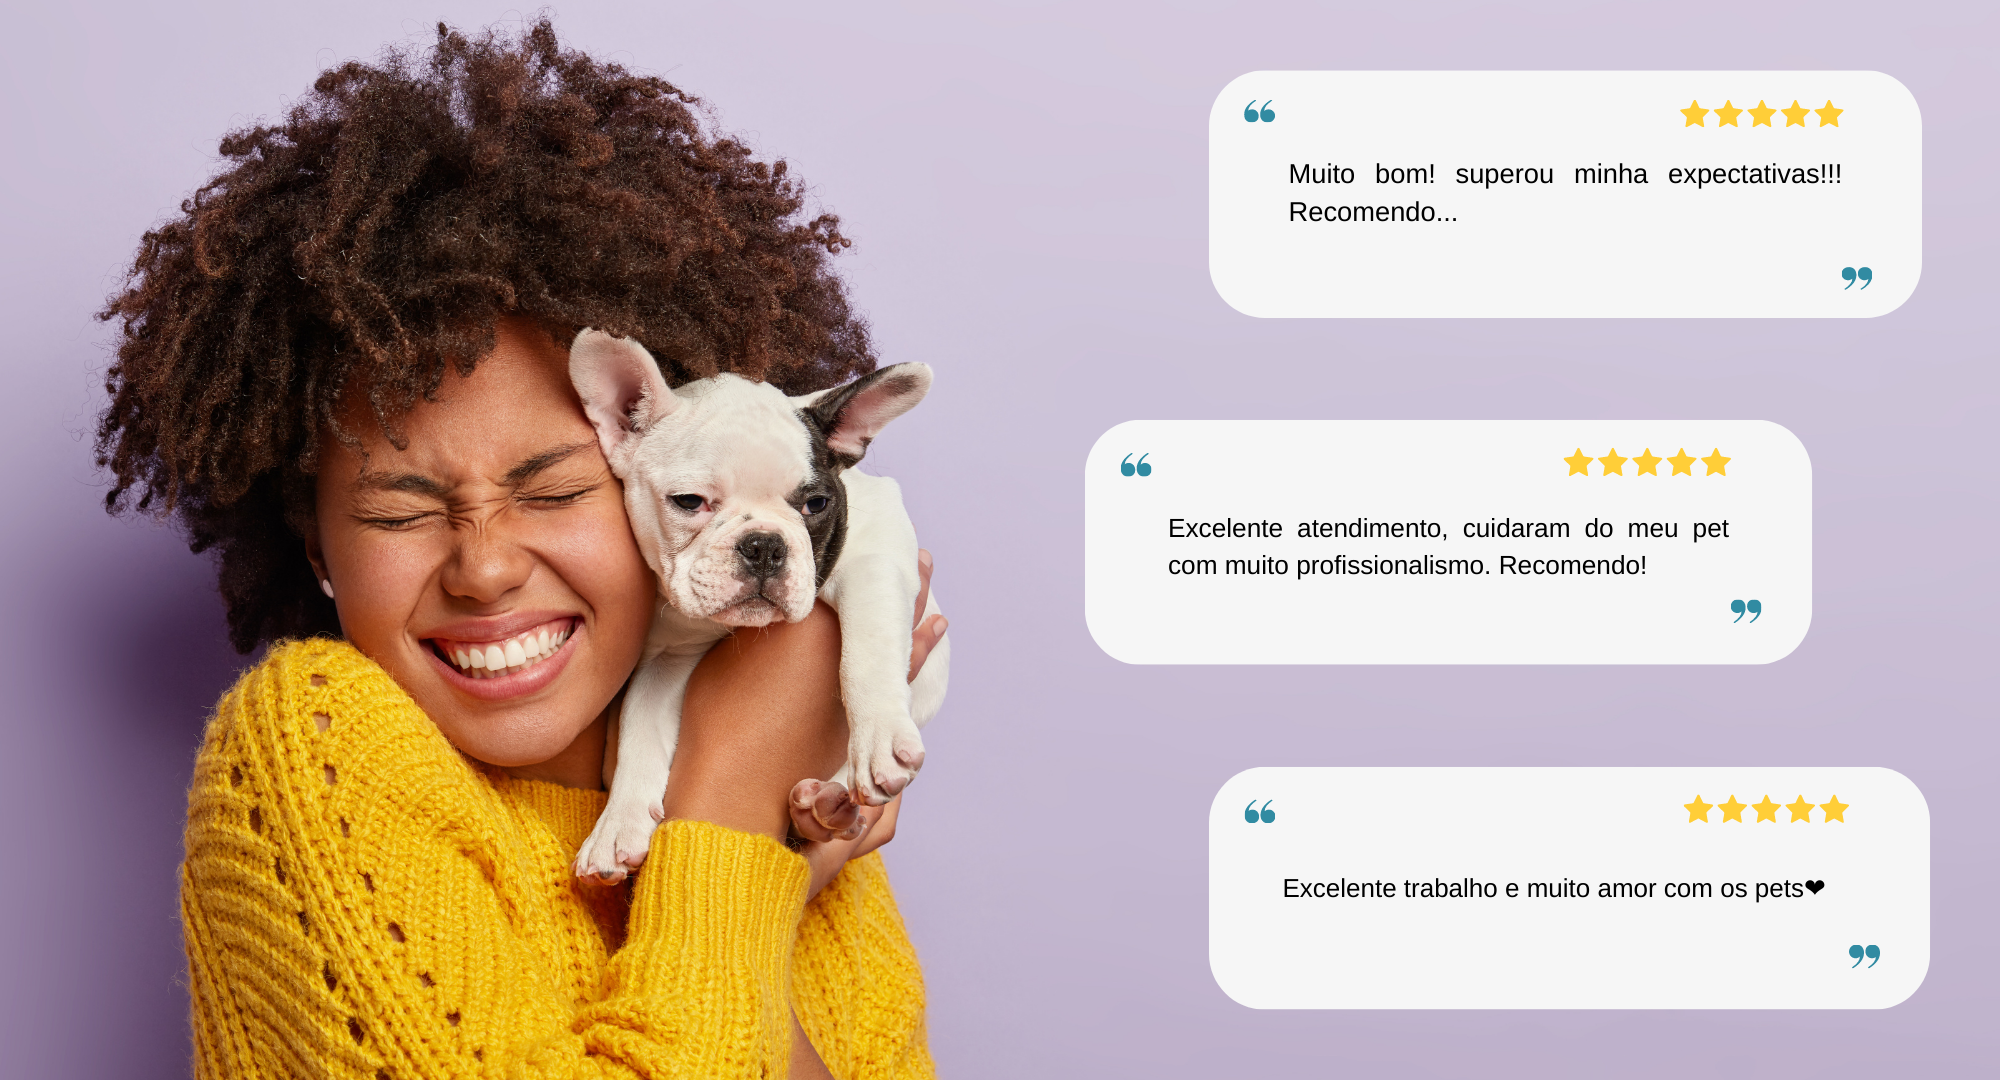 Muito bom! superou minha expectativas!!!
Recomendo...
Excelente atendimento, cuidaram do meu pet
com muito profissionalismo. Recomendo!
Excelente trabalho e muito amor com os pets❤